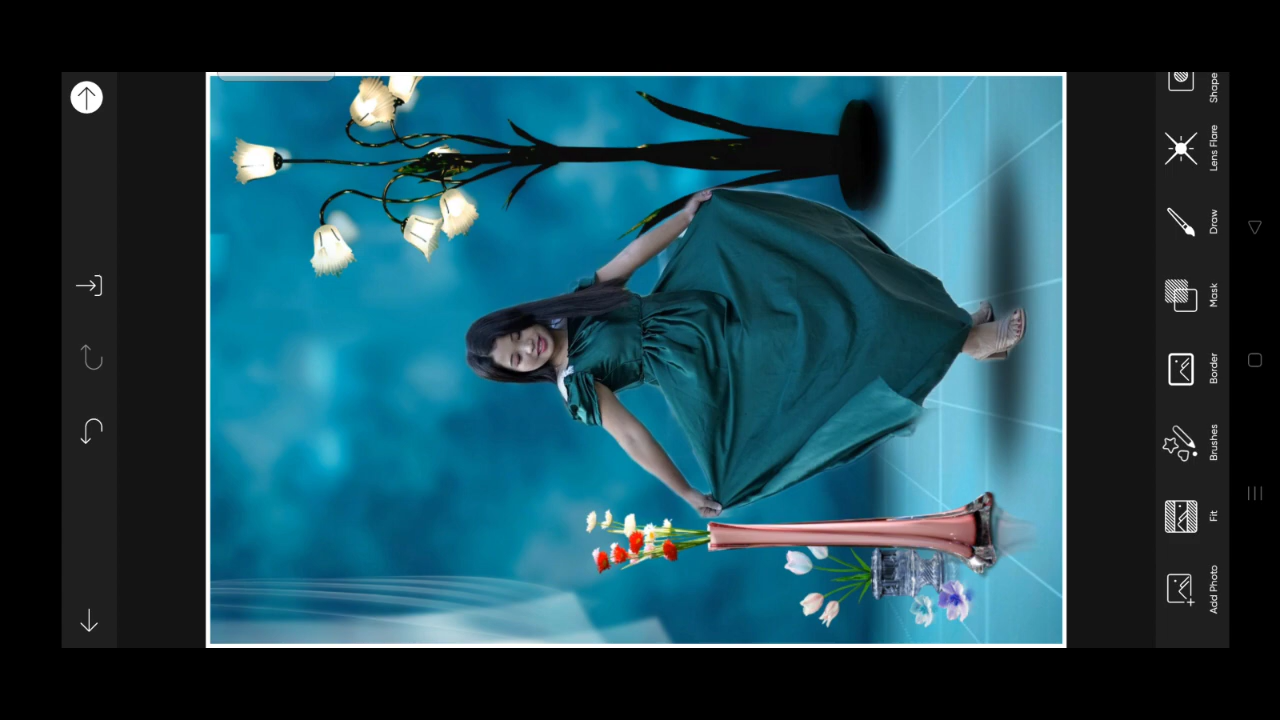 Add Photo
Fit
Brushes
Border
Mask
Draw
Lens Flare
Shape